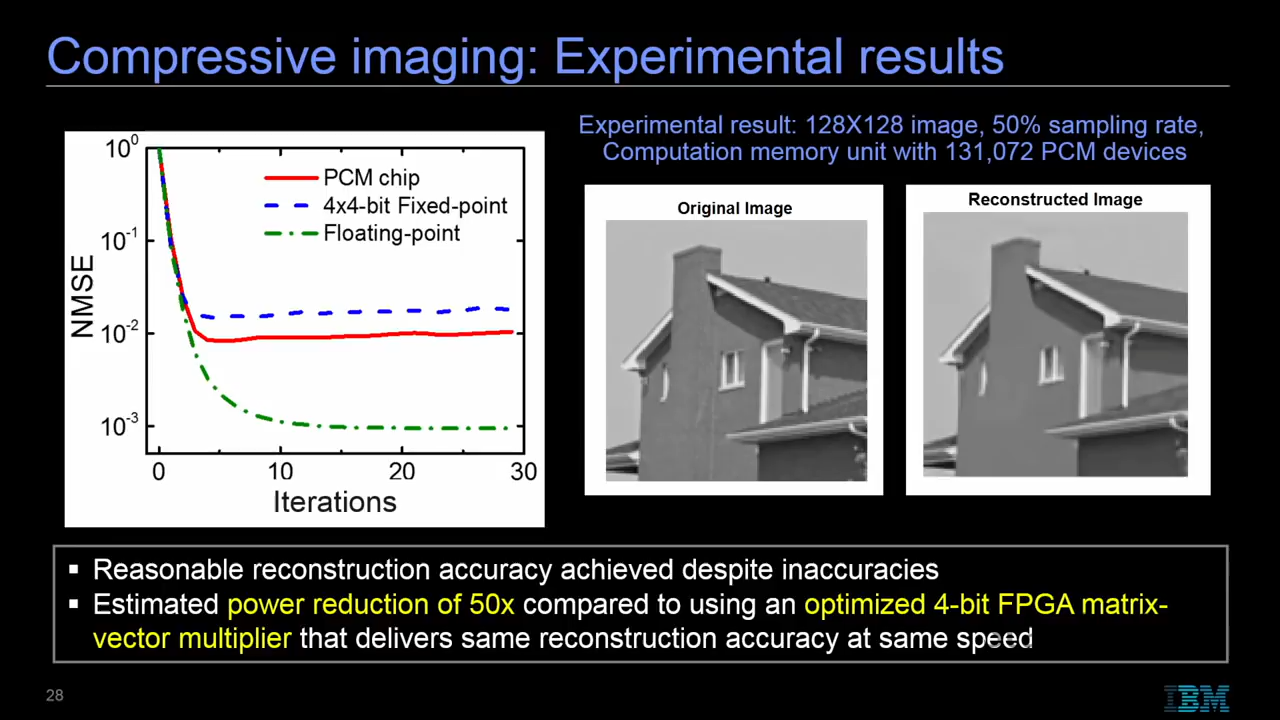 Compressive imaging: Experimental results
Experimental result: 128X128 image, 50% sampling rate,
Computation memory unit with 131,072 PCM devices
10^0
10^-1
10^-2
10^-3
NMSE
PCM chip
4x4-bit Fixed-point
Floating-point
0 10 20 30
Iterations
Original Image
Reconstructed Image
▪ Reasonable reconstruction accuracy achieved despite inaccuracies
▪ Estimated power reduction of 50x compared to using an optimized 4-bit FPGA matrix-
vector multiplier that delivers same reconstruction accuracy at same speed
28
IBM